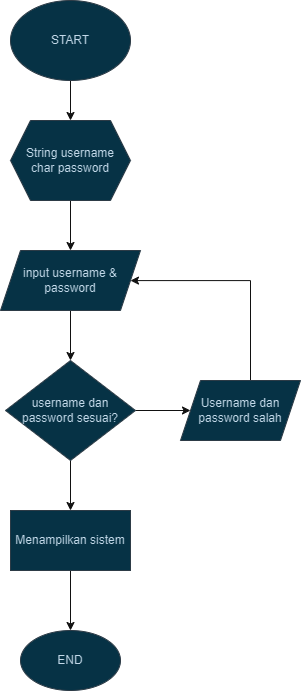 START
String username
char password
input username &
password
username dan
password sesuai?
Username dan
password salah
Menampilkan sistem
END